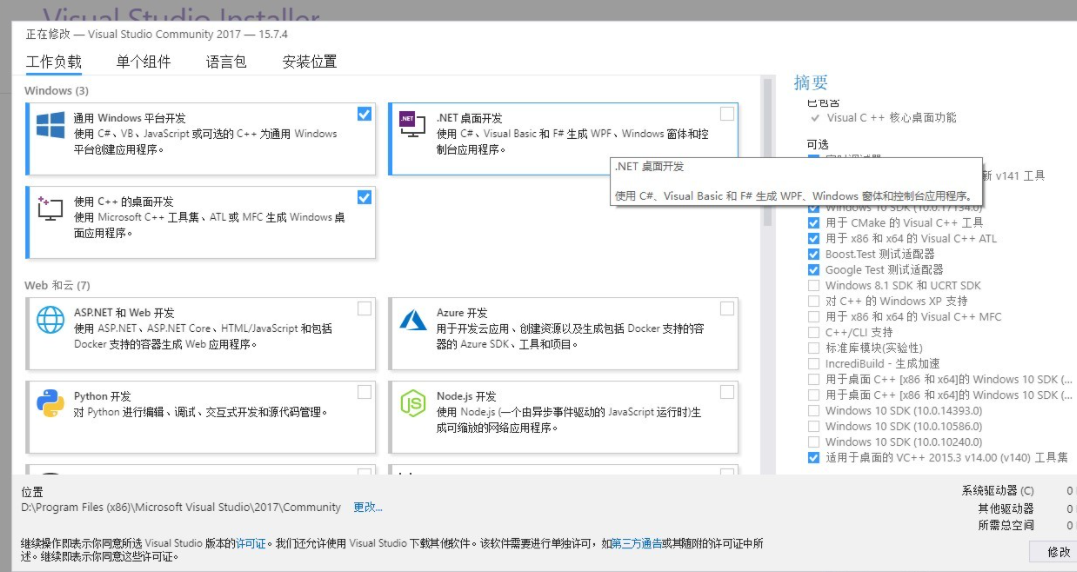 Visual Studio Installer
正在修改 — Visual Studio Community 2017 — 15.7.4
工作负载 单个组件 语言包 安装位置
Windows (3)
通用 Windows 平台开发
使用 C#、VB、JavaScript 或可选的 C++ 为通用 Windows
平台创建应用程序。
.NET
.NET 桌面开发
使用 C#、Visual Basic 和 F# 生成 WPF、Windows 窗体和控
制台应用程序。
使用 C++ 的桌面开发
使用 Microsoft C++ 工具集、ATL 或 MFC 生成 Windows 桌
面应用程序。
.NET 桌面开发
使用 C#、Visual Basic 和 F# 生成 WPF、Windows 窗体和控制台应用程序。
Web 和云 (7)
ASP.NET 和 Web 开发
使用 ASP.NET、ASP.NET Core、HTML/JavaScript 和包括
Docker 支持的容器生成 Web 应用程序。
Azure 开发
用于开发云应用、创建资源以及生成包括 Docker 支持的容
器的 Azure SDK、工具和项目。
Python 开发
对 Python 进行编辑、调试、交互式开发和源代码管理。
Node.js 开发
使用 Node.js (一个由异步事件驱动的 JavaScript 运行时)生
成可缩放的网络应用程序。
摘要
已包含
Visual C ++ 核心桌面功能
可选
新 v141 工具
Windows 10 SDK (10.0.17134.0)
用于 CMake 的 Visual C++ 工具
用于 x86 和 x64 的 Visual C++ ATL
Boost.Test 测试适配器
Google Test 测试适配器
Windows 8.1 SDK 和 UCRT SDK
对 C++ 的 Windows XP 支持
用于 x86 和 x64 的 Visual C++ MFC
C++/CLI 支持
标准库模块(实验性)
IncrediBuild - 生成加速
用于桌面 C++ [x86 和 x64]的 Windows 10 SDK (...
用于桌面 C++ [x86 和 x64]的 Windows 10 SDK (...
Windows 10 SDK (10.0.14393.0)
Windows 10 SDK (10.0.10586.0)
Windows 10 SDK (10.0.10240.0)
适用于桌面的 VC++ 2015.3 v14.00 (v140) 工具集
位置
D:\Program Files (x86)\Microsoft Visual Studio\2017\Community 更改...
继续操作即表示你同意所选 Visual Studio 版本的许可证。我们还允许使用 Visual Studio 下载其他软件。该软件需要进行单独许可，如第三方通告或其随附的许可证中所
述。继续即表示你同意这些许可证。
系统驱动器 (C) 0
其他驱动器 0
所需总空间 0
修改